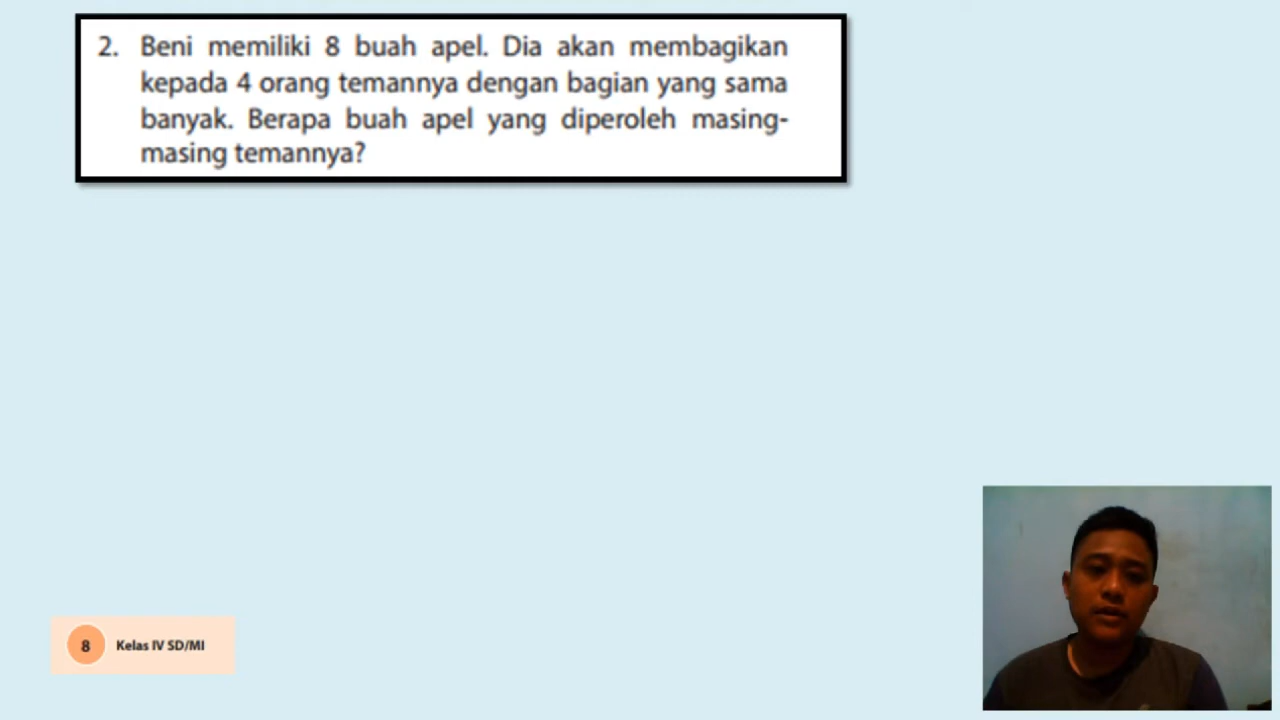 2. Beni memiliki 8 buah apel. Dia akan membagikan
kepada 4 orang temannya dengan bagian yang sama
banyak. Berapa buah apel yang diperoleh masing-
masing temannya?
8 Kelas IV SD/MI